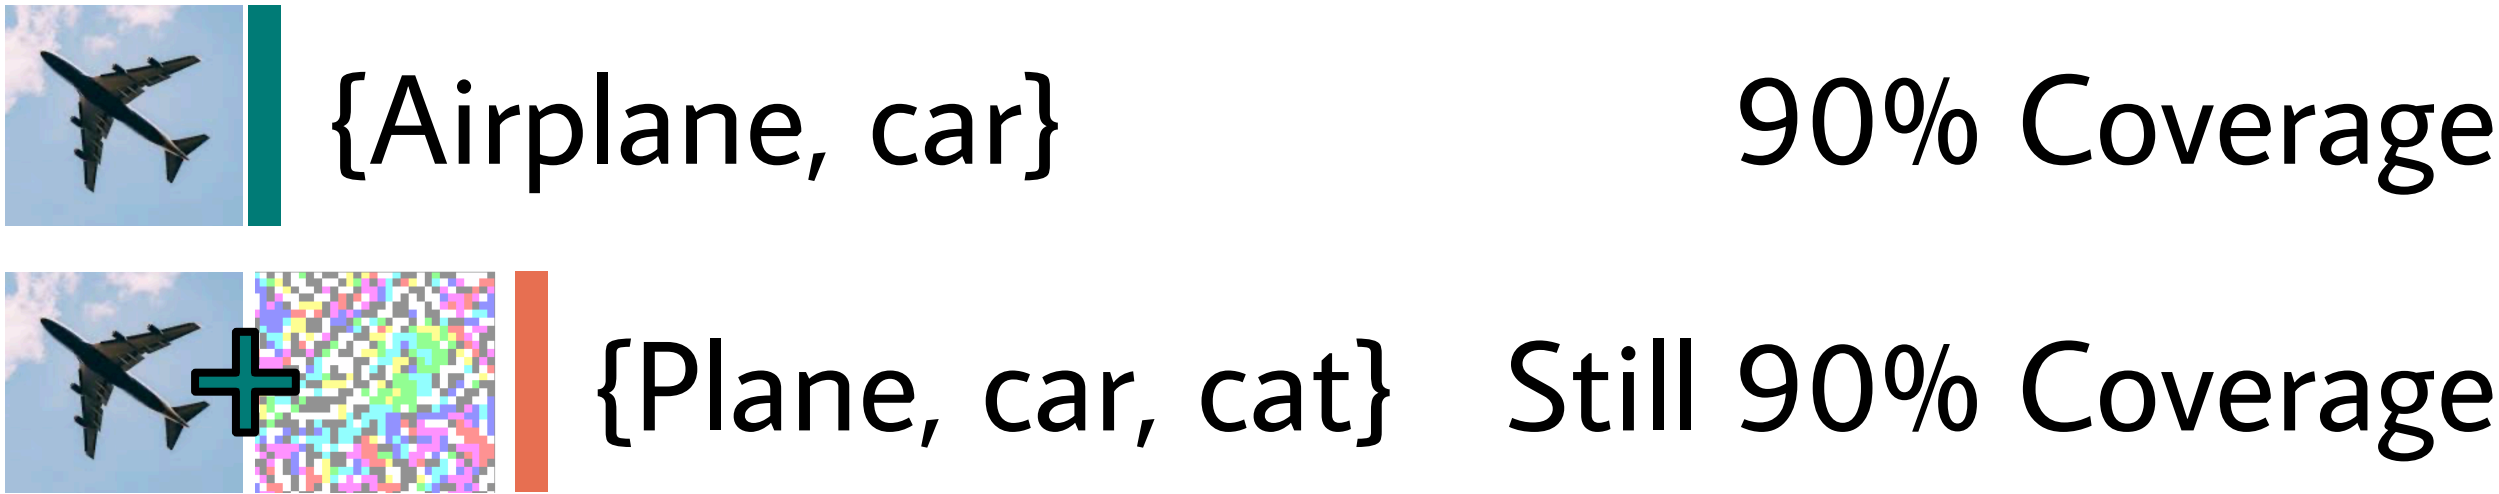 {Airplane, car} 90% Coverage
{Plane, car, cat} Still 90% Coverage